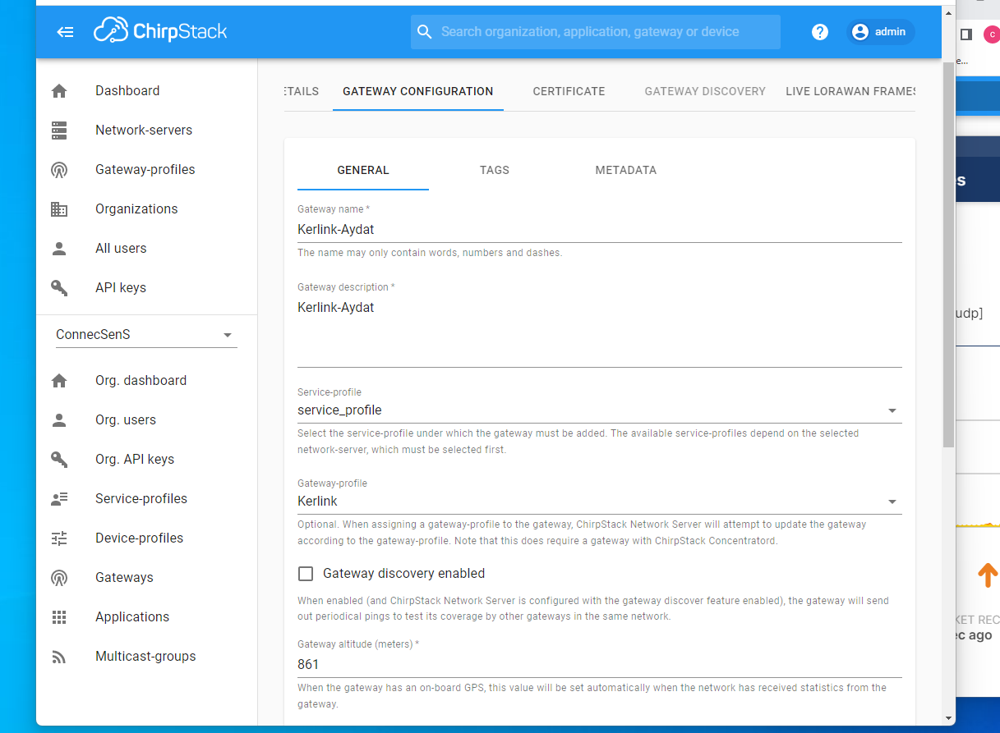 ChirpStack
Search organization, application, gateway or device
?
admin
c
e...
Dashboard
Network-servers
Gateway-profiles
Organizations
All users
API keys
ConnecSenS
Org. dashboard
Org. users
Org. API keys
Service-profiles
Device-profiles
Gateways
Applications
Multicast-groups
ETAILS
GATEWAY CONFIGURATION
CERTIFICATE
GATEWAY DISCOVERY
LIVE LORAWAN FRAMES
GENERAL
TAGS
METADATA
Gateway name *
Kerlink-Aydat
The name may only contain words, numbers and dashes.
Gateway description *
Kerlink-Aydat
Service-profile
service_profile
Select the service-profile under which the gateway must be added. The available service-profiles depend on the selected
network-server, which must be selected first.
Gateway-profile
Kerlink
Optional. When assigning a gateway-profile to the gateway, ChirpStack Network Server will attempt to update the gateway
according to the gateway-profile. Note that this does require a gateway with ChirpStack Concentratord.
Gateway discovery enabled
When enabled (and ChirpStack Network Server is configured with the gateway discover feature enabled), the gateway will send
out periodical pings to test its coverage by other gateways in the same network.
Gateway altitude (meters) *
861
When the gateway has an on-board GPS, this value will be set automatically when the network has received statistics from the
gateway.
s
udp]
KET REC
ec ago